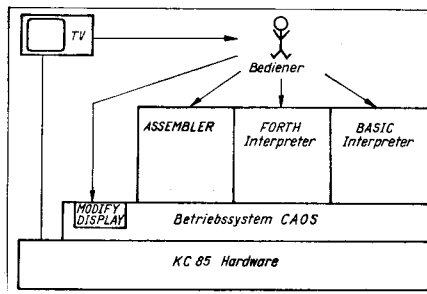 TV
Bediener
ASSEMBLER
FORTH
Interpreter
BASIC
Interpreter
MODIFY
DISPLAY
Betriebssystem CAOS
KC 85 Hardware